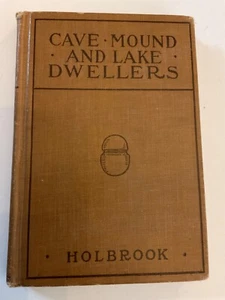 CAVE · MOUND
· AND LAKE ·
DWELLERS
· HOLBROOK ·